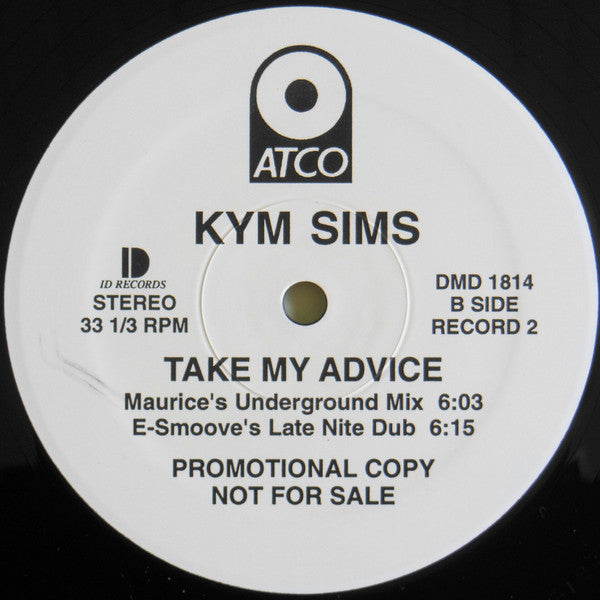 ATCO
KYM SIMS
ID
ID RECORDS
STEREO
33 1/3 RPM
DMD 1814
B SIDE
RECORD 2
TAKE MY ADVICE
Maurice's Underground Mix 6:03
E-Smoove's Late Nite Dub 6:15
PROMOTIONAL COPY
NOT FOR SALE